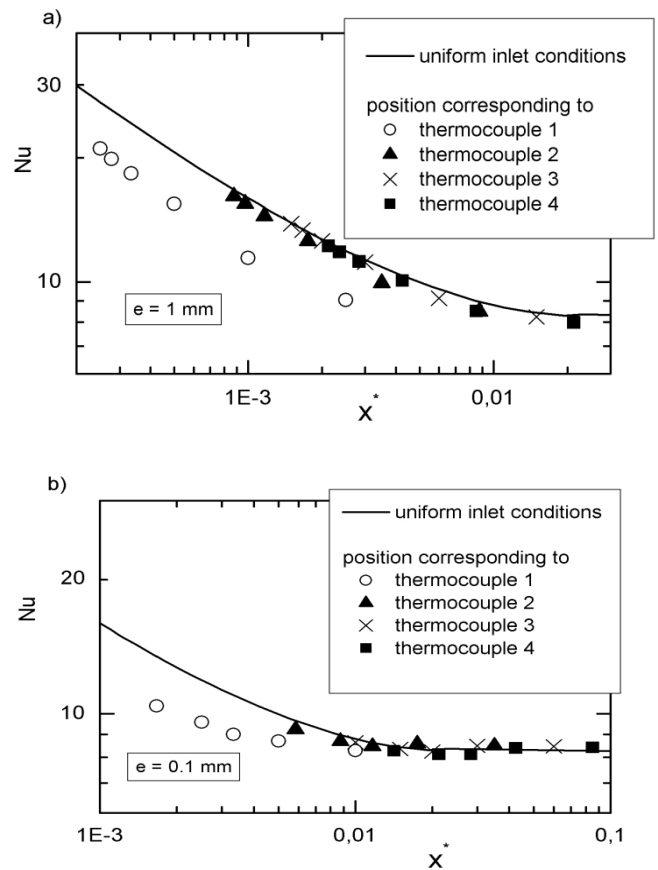 a)
uniform inlet conditions
position corresponding to
thermocouple 1
thermocouple 2
thermocouple 3
thermocouple 4
30
Nu
10
e = 1 mm
1E-3
0,01
x*
b)
uniform inlet conditions
position corresponding to
thermocouple 1
thermocouple 2
thermocouple 3
thermocouple 4
20
Nu
10
e = 0.1 mm
1E-3
0,01
0,1
x*